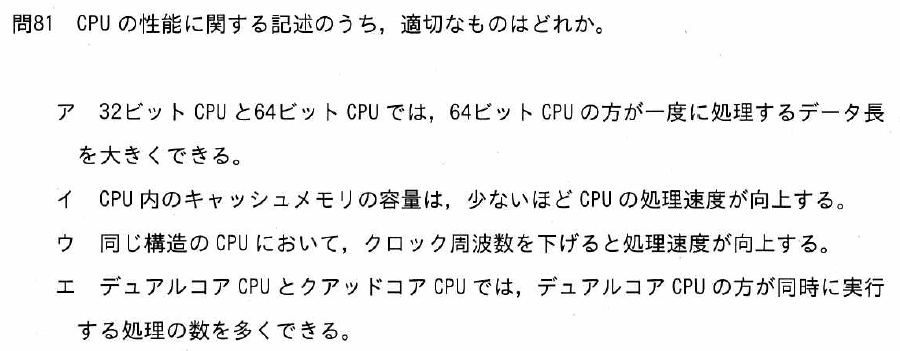 問81 CPU の性能に関する記述のうち，適切なものはどれか。
ア 32ビット CPU と64ビット CPU では，64ビット CPU の方が一度に処理するデータ長
を大きくできる。
イ CPU 内のキャッシュメモリの容量は，少ないほど CPU の処理速度が向上する。
ウ 同じ構造の CPU において，クロック周波数を下げると処理速度が向上する。
エ デュアルコア CPU とクアッドコア CPU では，デュアルコア CPU の方が同時に実行
する処理の数を多くできる。